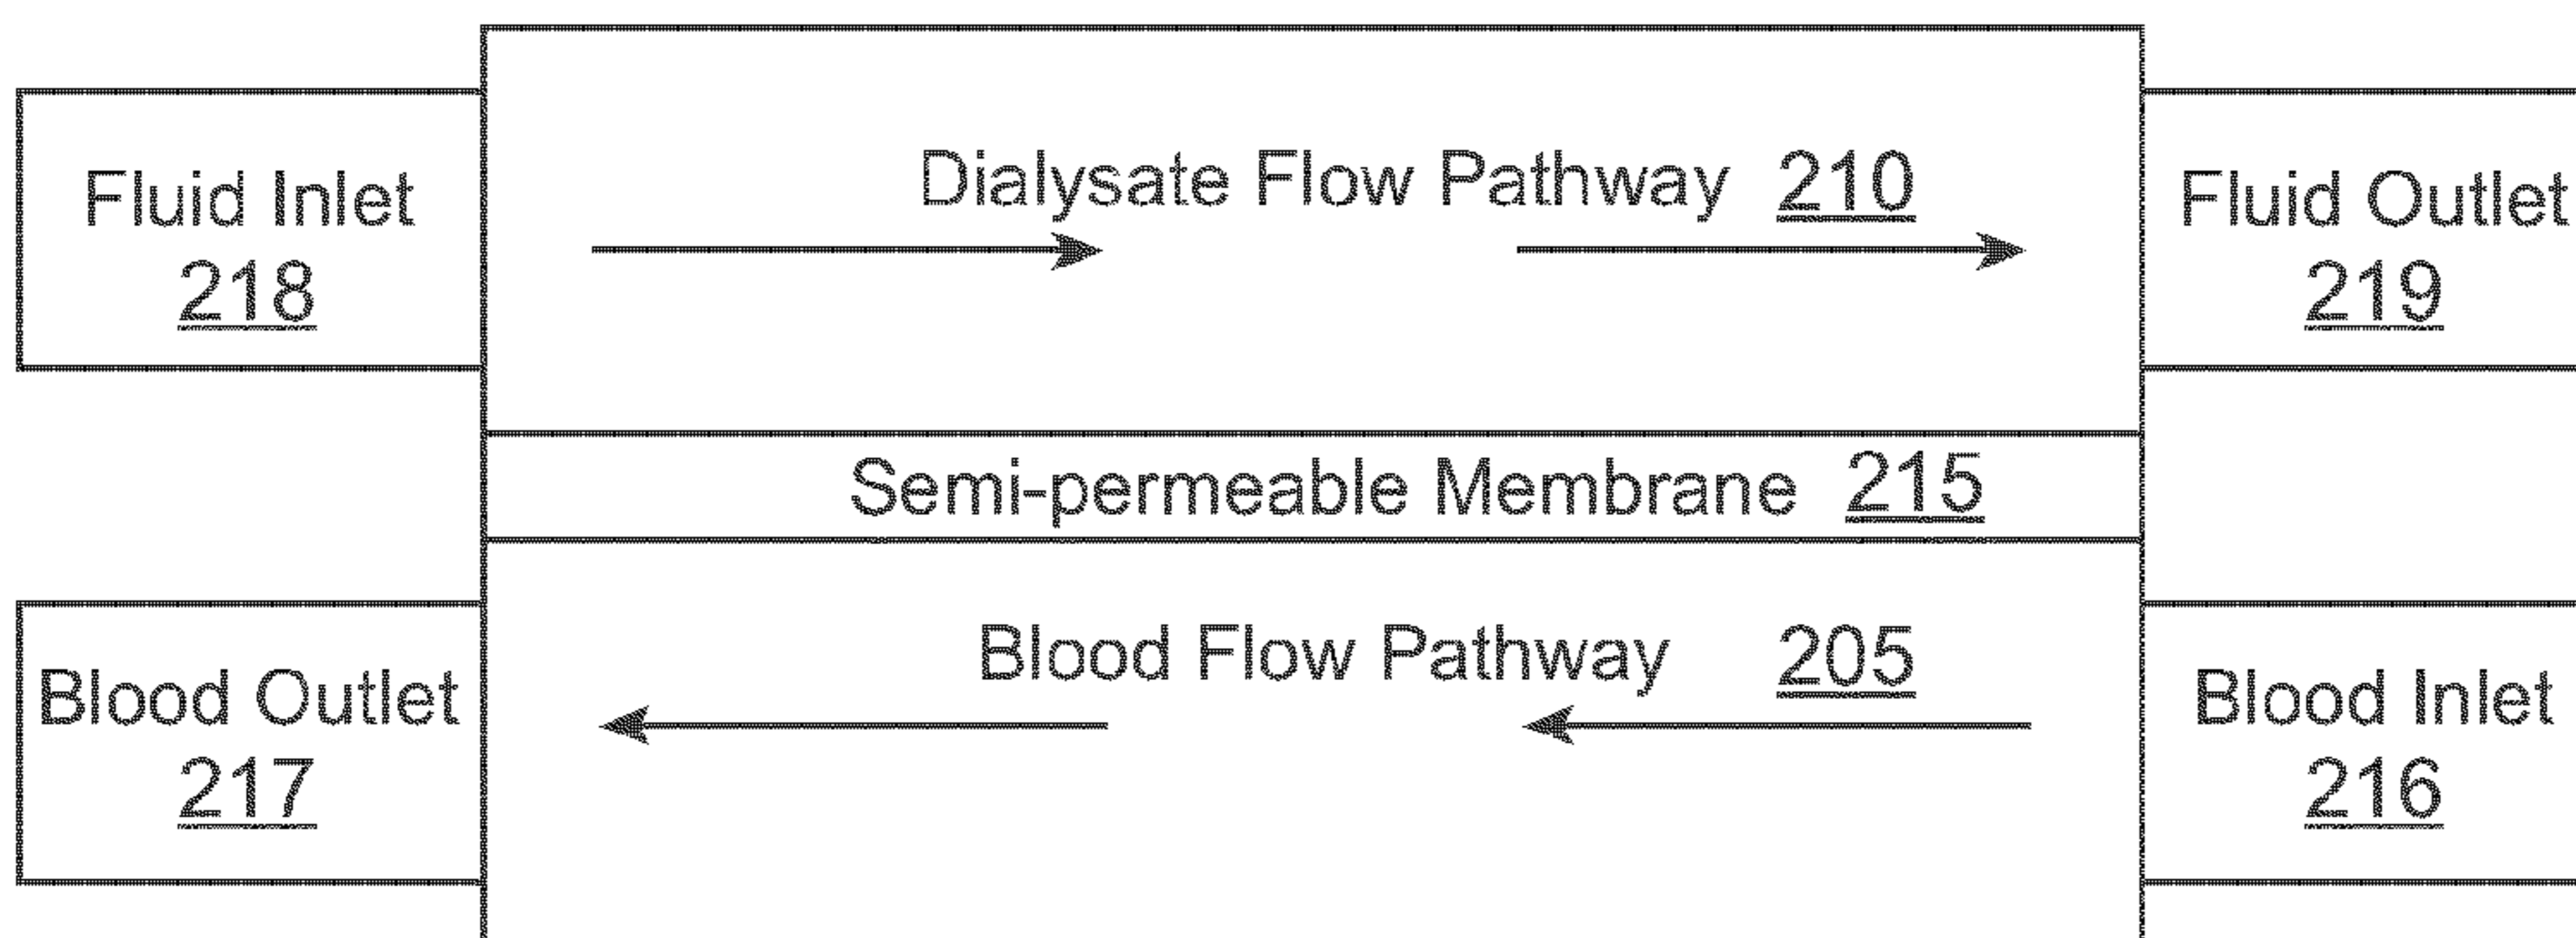 Dialysate Flow Pathway 210
Fluid Inlet
218
Fluid Outlet
219
Semi-permeable Membrane 215
Blood Flow Pathway 205
Blood Outlet
217
Blood Inlet
216